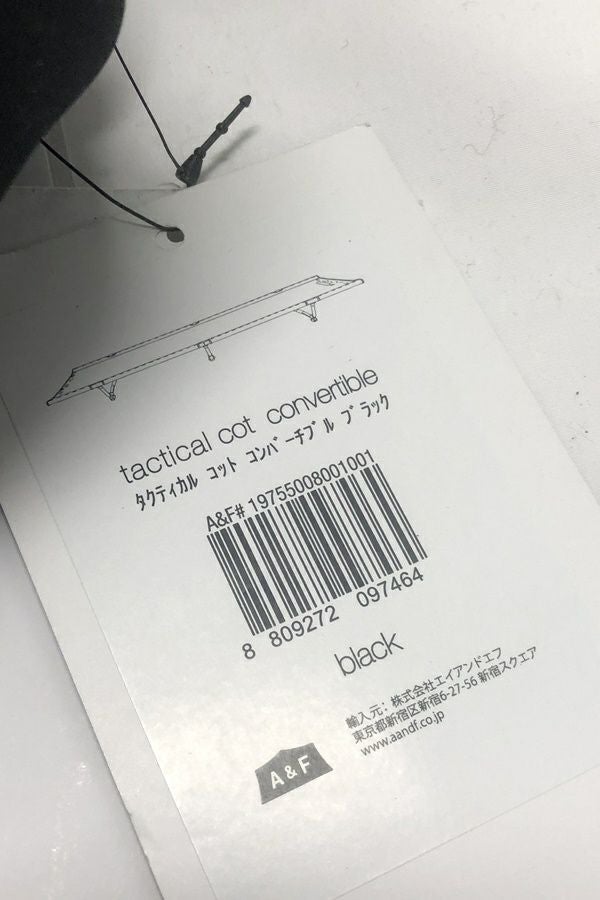 tactical cot convertible
ﾀｸﾃｨｶﾙ ｺｯﾄ ｺﾝﾊﾞｰﾁﾌﾞﾙ ﾌﾞﾗｯｸ
A&F# 19755008001001
8 809272 097464
black
輸入元：株式会社エイアンドエフ
東京都新宿区新宿6-27-56 新宿スクエア
www.aandf.co.jp
A & F